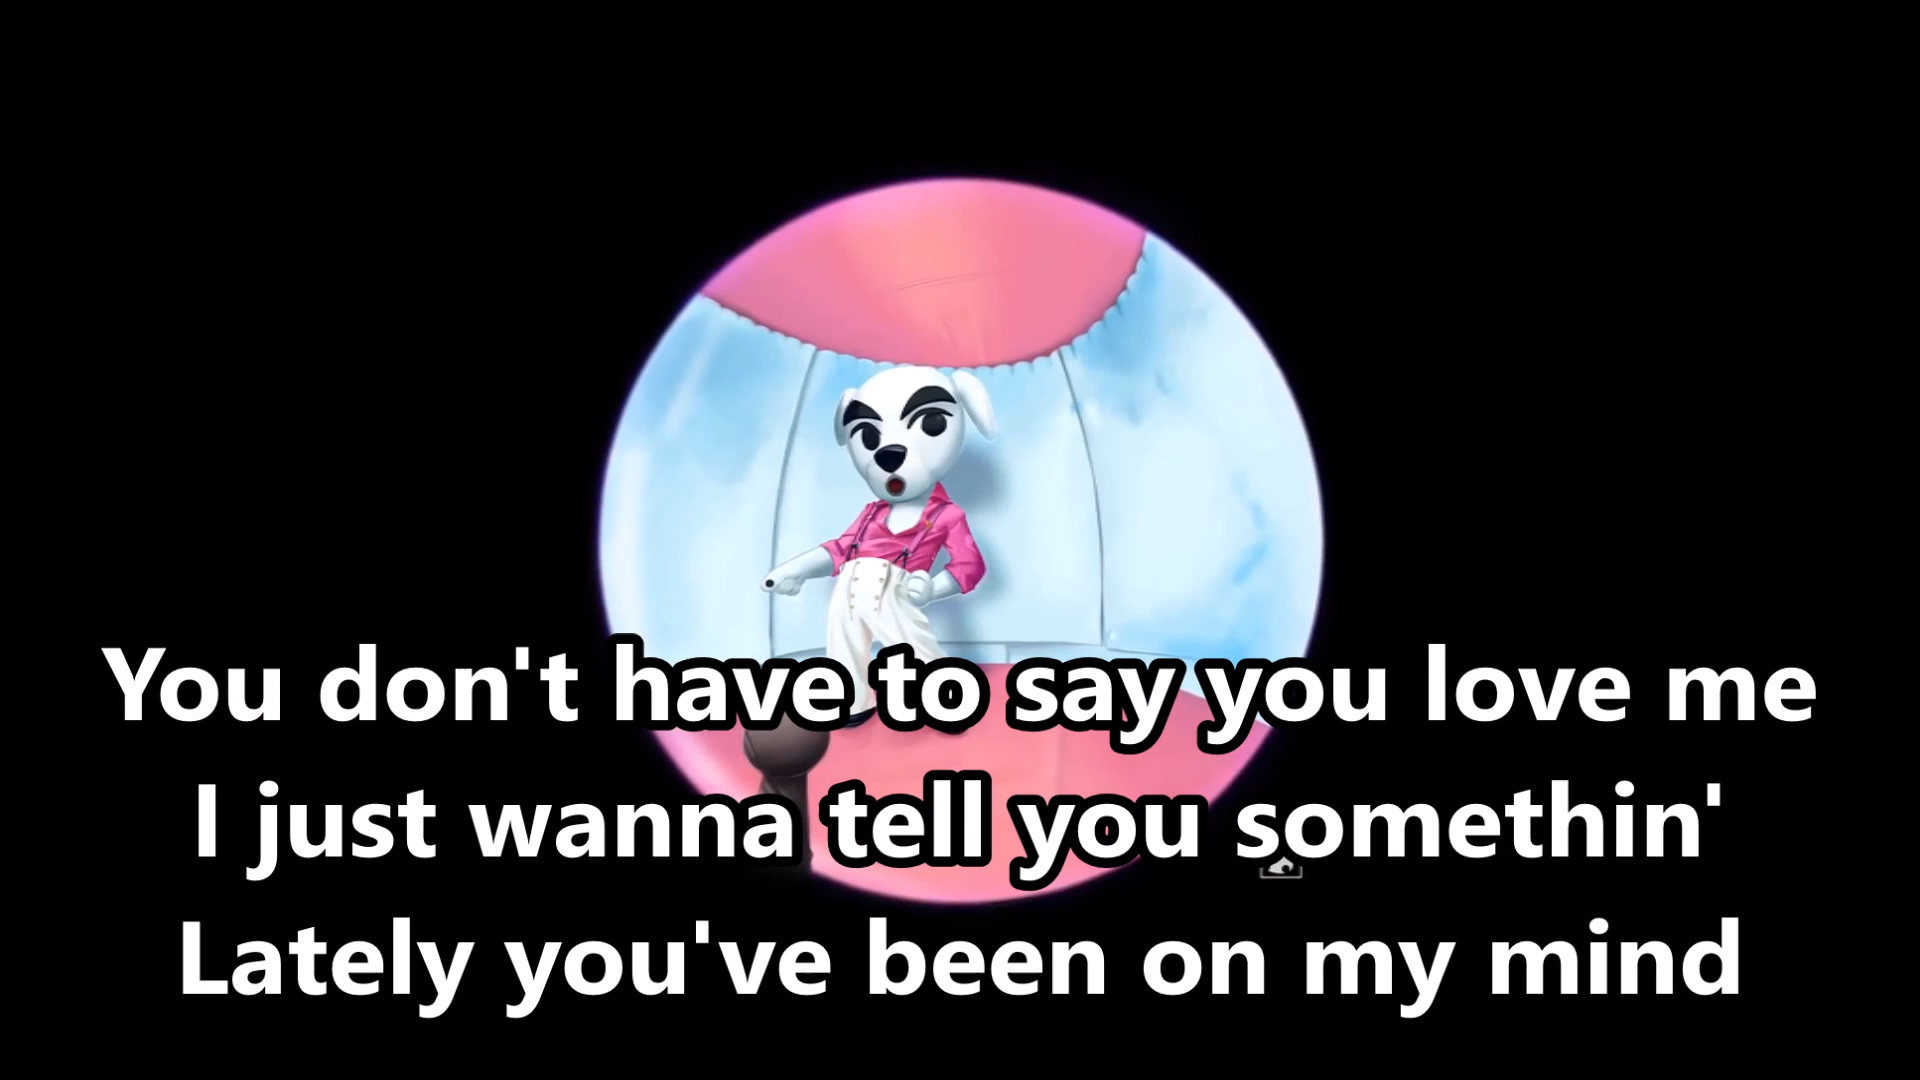 You don't have to say you love me
I just wanna tell you somethin'
Lately you've been on my mind